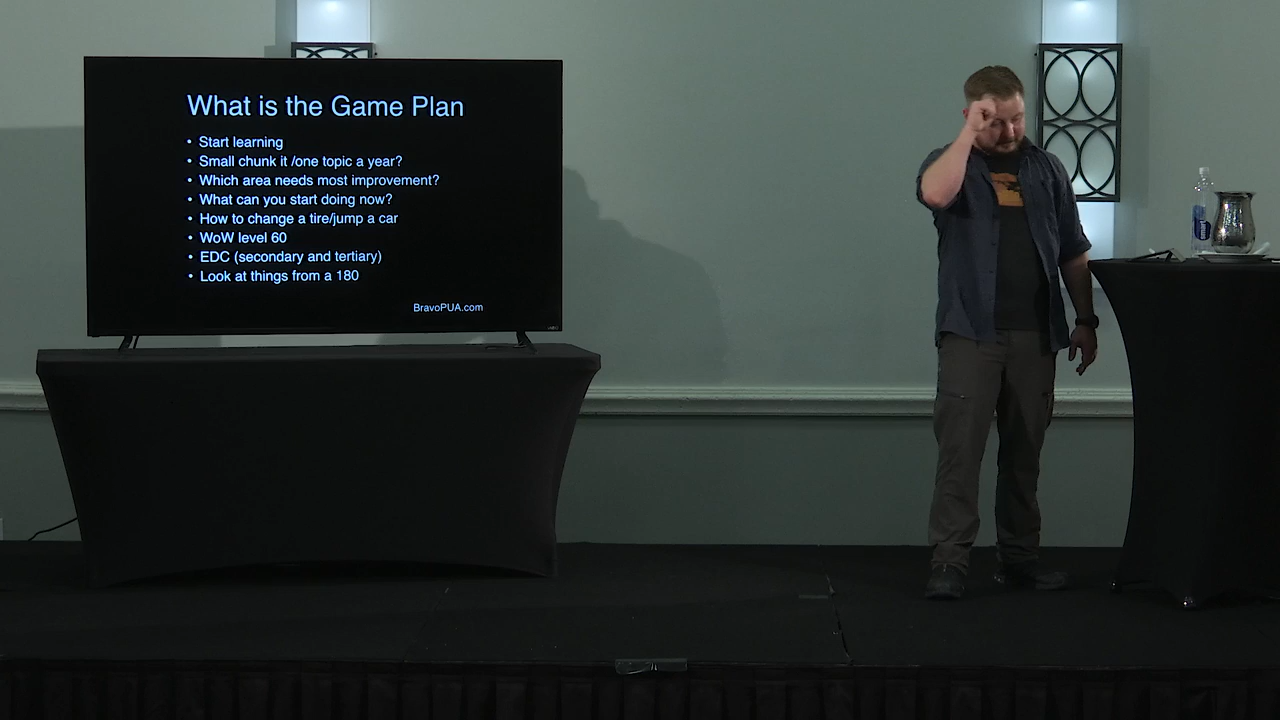 What is the Game Plan
• Start learning
• Small chunk it /one topic a year?
• Which area needs most improvement?
• What can you start doing now?
• How to change a tire/jump a car
• WoW level 60
• EDC (secondary and tertiary)
• Look at things from a 180
BravoPUA.com